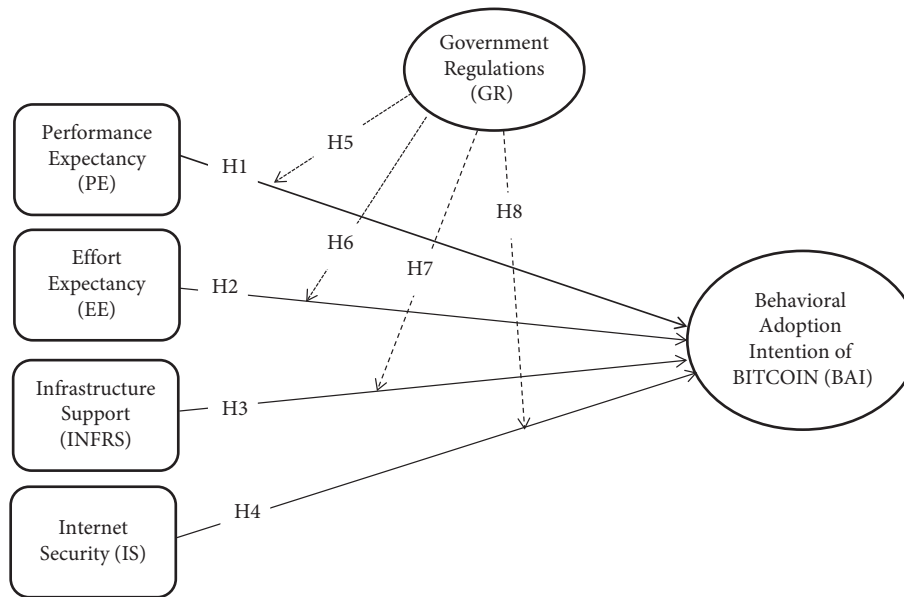 Government
Regulations
(GR)
Performance
Expectancy
(PE)
H1
H5
H8
H6
H7
Effort
Expectancy
(EE)
H2
Behavioral
Adoption
Intention of
BITCOIN (BAI)
Infrastructure
Support
(INFRS)
H3
Internet
Security (IS)
H4